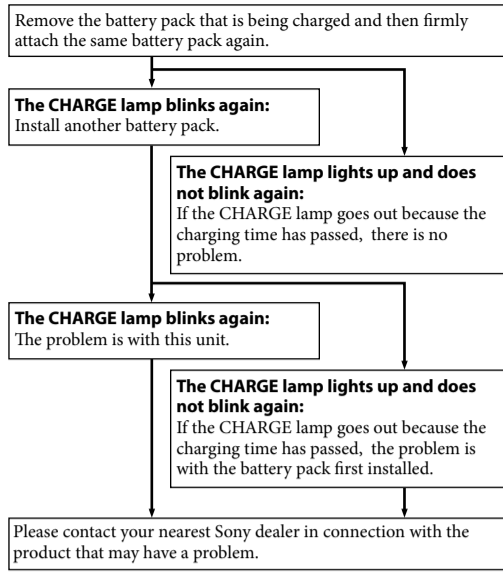 Remove the battery pack that is being charged and then firmly
attach the same battery pack again.
The CHARGE lamp blinks again:
Install another battery pack.
The CHARGE lamp lights up and does
not blink again:
If the CHARGE lamp goes out because the
charging time has passed, there is no
problem.
The CHARGE lamp blinks again:
The problem is with this unit.
The CHARGE lamp lights up and does
not blink again:
If the CHARGE lamp goes out because the
charging time has passed, the problem is
with the battery pack first installed.
Please contact your nearest Sony dealer in connection with the
product that may have a problem.